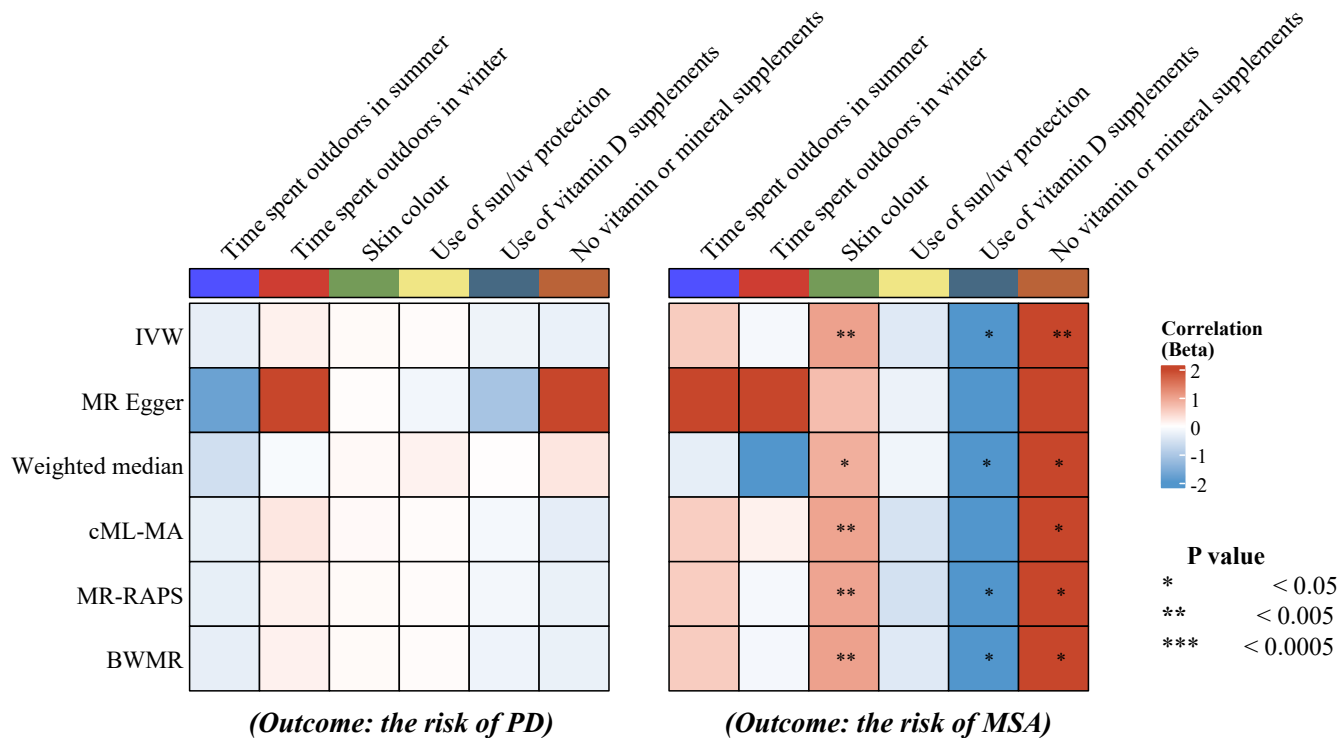 Time spent outdoors in summer
Time spent outdoors in winter
Skin colour
Use of sun/uv protection
Use of vitamin D supplements
No vitamin or mineral supplements
Time spent outdoors in summer
Time spent outdoors in winter
Skin colour
Use of sun/uv protection
Use of vitamin D supplements
No vitamin or mineral supplements
IVW ** * **
MR Egger
Weighted median * * *
cML-MA ** *
MR-RAPS ** * *
BWMR ** * *
(Outcome: the risk of PD)
(Outcome: the risk of MSA)
Correlation
(Beta)
2
1
0
-1
-2
P value
* < 0.05
** < 0.005
*** < 0.0005